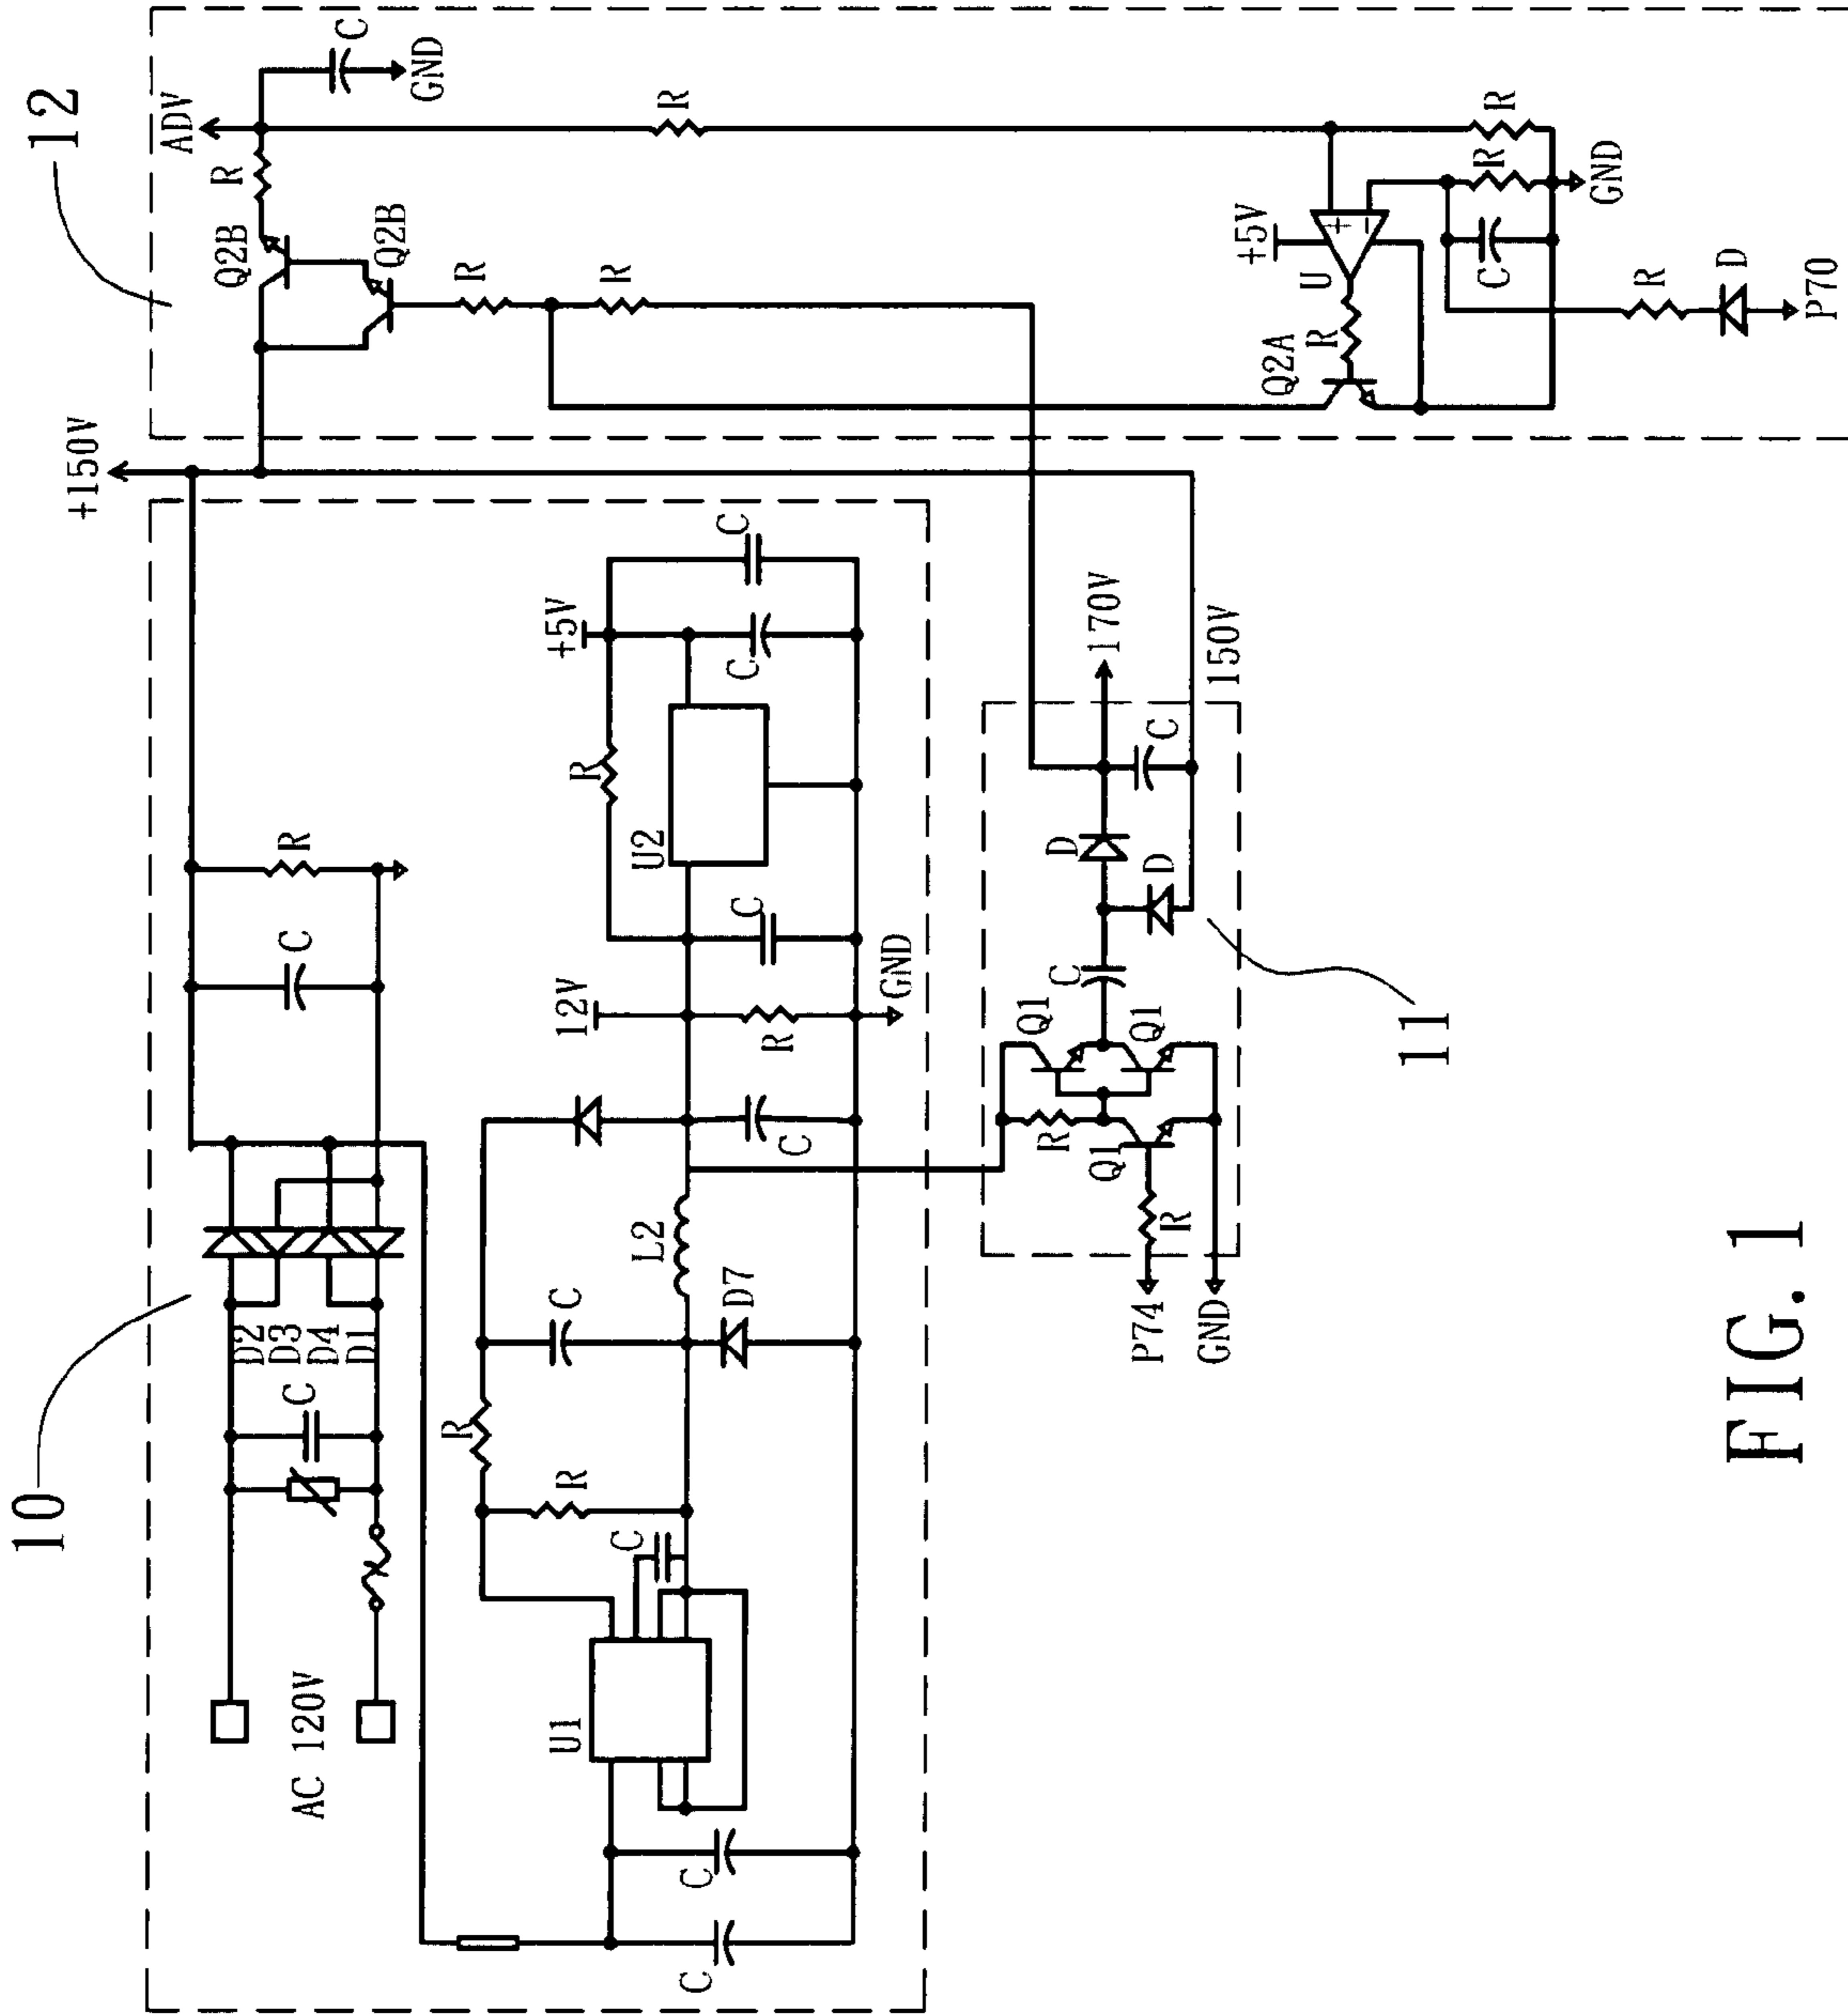 10
12
+150V
ADV
C
GND
R
Q2B
Q2B
R
R
R
AC 120V
D2
D3
D4
D1
C
C
R
U1
C
C
C
R
R
C
L2
D7
C
12V
R
GND
C
U2
R
+5V
C
C
P74
GND
R
Q1
R
Q1
Q1
C
D
D
C
170V
150V
11
Q2A
R
U
+5V
+
-
C
R
R
GND
R
D
P70
FIG. 1